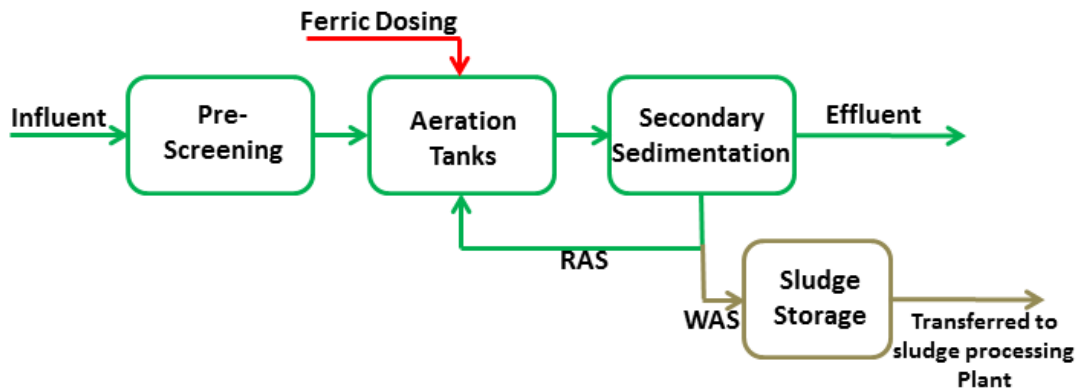 Ferric Dosing
Influent
Pre-
Screening
Aeration
Tanks
Secondary
Sedimentation
Effluent
RAS
WAS
Sludge
Storage
Transferred to
sludge processing
Plant